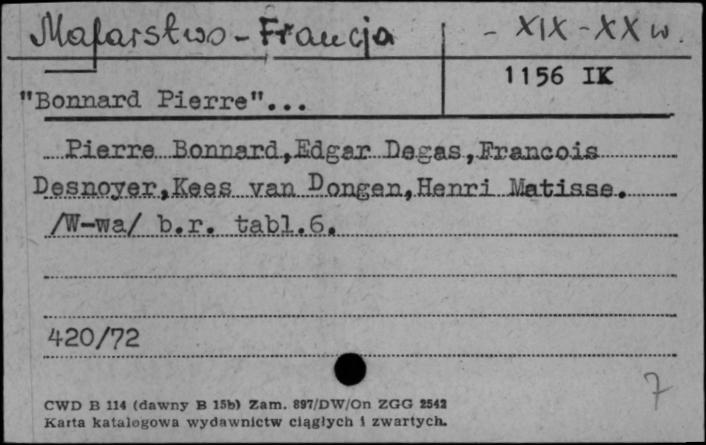 Malarstwo - Francja - XIX - XX w.
1156 IK
"Bonnard Pierre"...
Pierre Bonnard,Edgar Degas,Francois
Desnoyer,Kees van Dongen,Henri Matisse.
/W-wa/ b.r. tabl.6.
420/72
7
CWD B 114 (dawny B 15b) Zam. 897/DW/On ZGG 2542
Karta katalogowa wydawnictw ciągłych i zwartych.